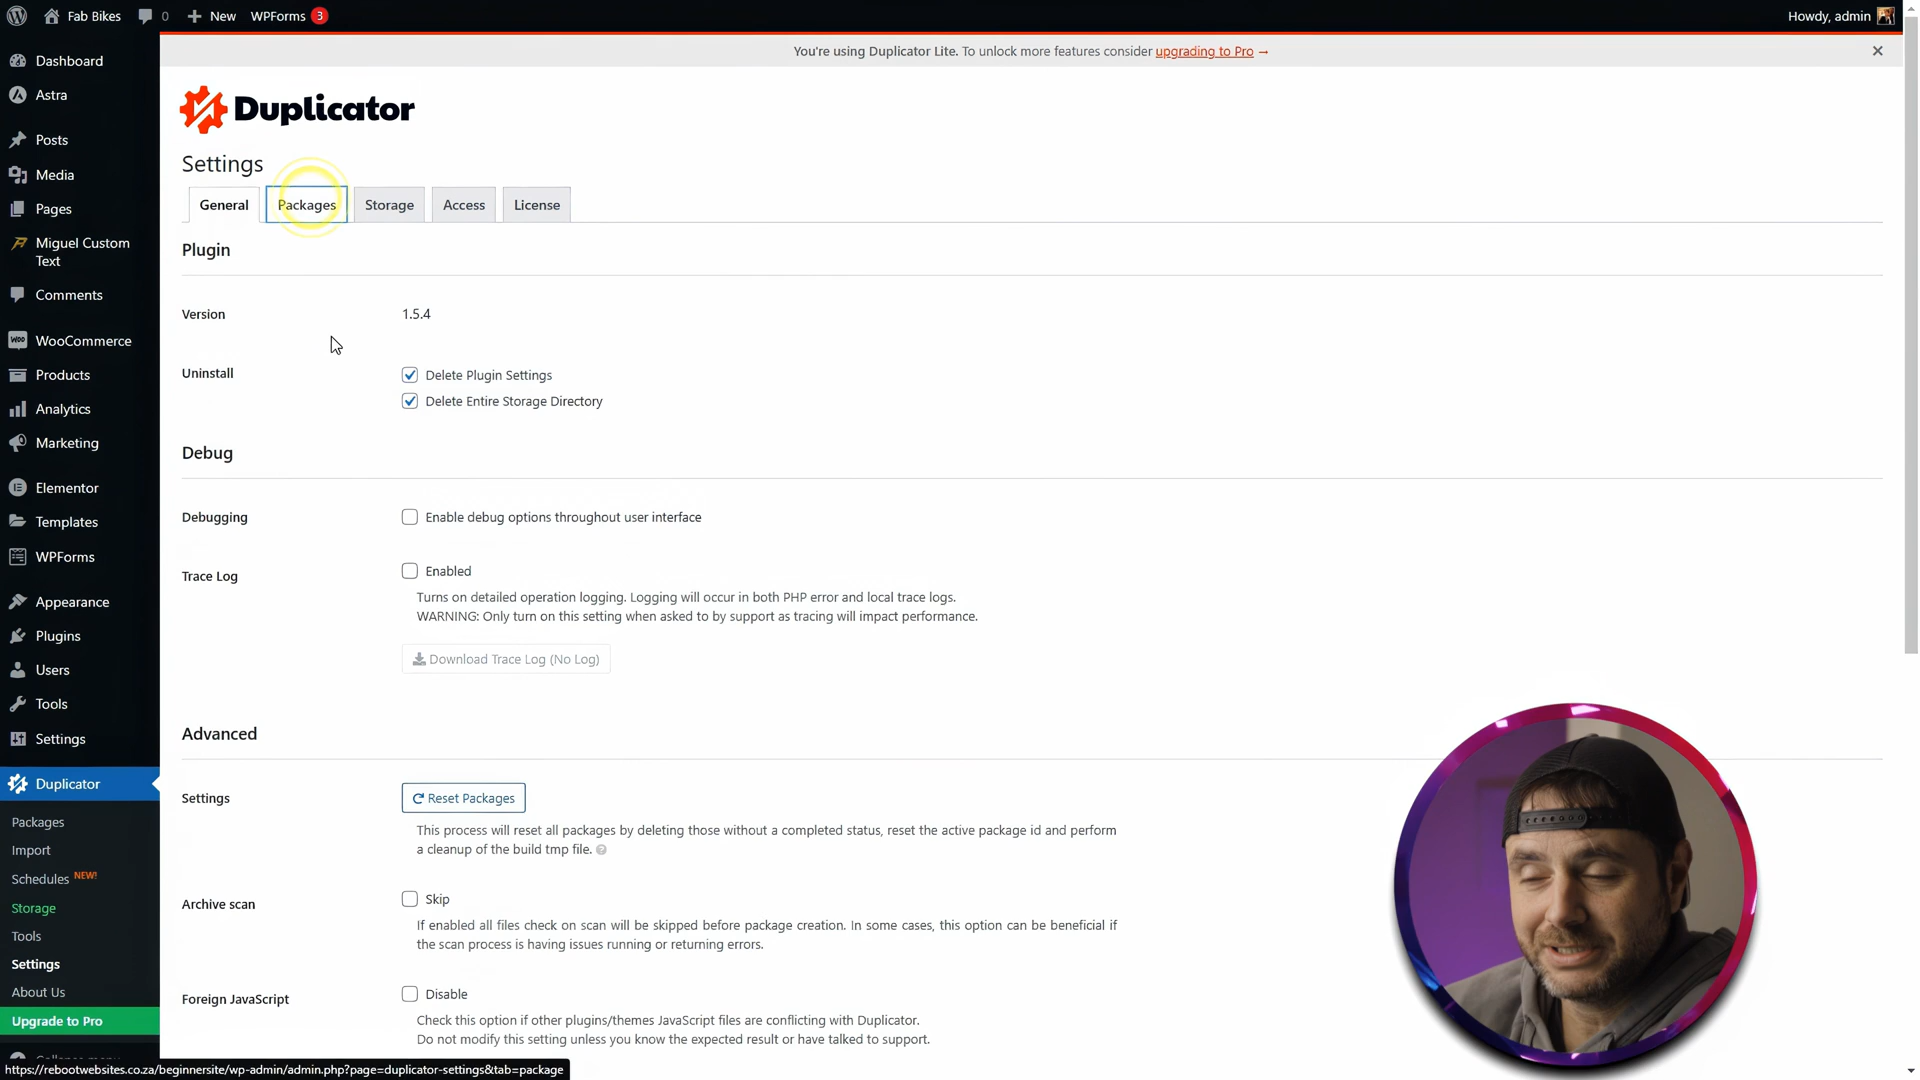 Fab Bikes
0
New
WPForms 3
Howdy, admin
Dashboard
Astra
Posts
Media
Pages
Miguel Custom
Text
Comments
WooCommerce
Woo
Products
Analytics
Marketing
Elementor
Templates
WPForms
Appearance
Plugins
Users
Tools
Settings
Duplicator
Packages
Import
Schedules NEW!
Storage
Tools
Settings
About Us
Upgrade to Pro
Collapse menu
You're using Duplicator Lite. To unlock more features consider upgrading to Pro →
Duplicator
Settings
General
Packages
Storage
Access
License
Plugin
Version
1.5.4
Uninstall
Delete Plugin Settings
Delete Entire Storage Directory
Debug
Debugging
Enable debug options throughout user interface
Trace Log
Enabled
Turns on detailed operation logging. Logging will occur in both PHP error and local trace logs.
WARNING: Only turn on this setting when asked to by support as tracing will impact performance.
Download Trace Log (No Log)
Advanced
Settings
Reset Packages
This process will reset all packages by deleting those without a completed status, reset the active package id and perform
a cleanup of the build tmp file.
Archive scan
Skip
If enabled all files check on scan will be skipped before package creation. In some cases, this option can be beneficial if
the scan process is having issues running or returning errors.
Foreign JavaScript
Disable
Check this option if other plugins/themes JavaScript files are conflicting with Duplicator.
Do not modify this setting unless you know the expected result or have talked to support.
https://rebootwebsites.co.za/beginnersite/wp-admin/admin.php?page=duplicator-settings&tab=package